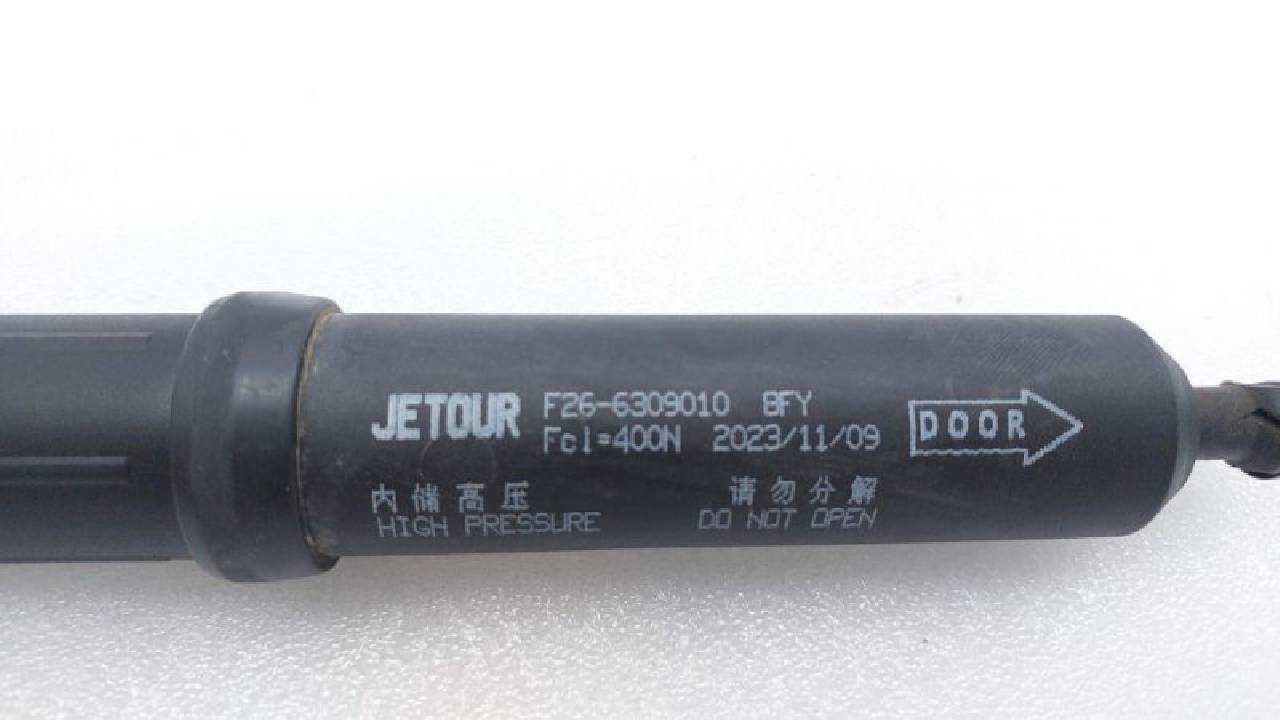 JETOUR F26-6309010 8FY
Fcl=400N 2023/11/09
DOOR
内储高压 请勿分解
HIGH PRESSURE DO NOT OPEN